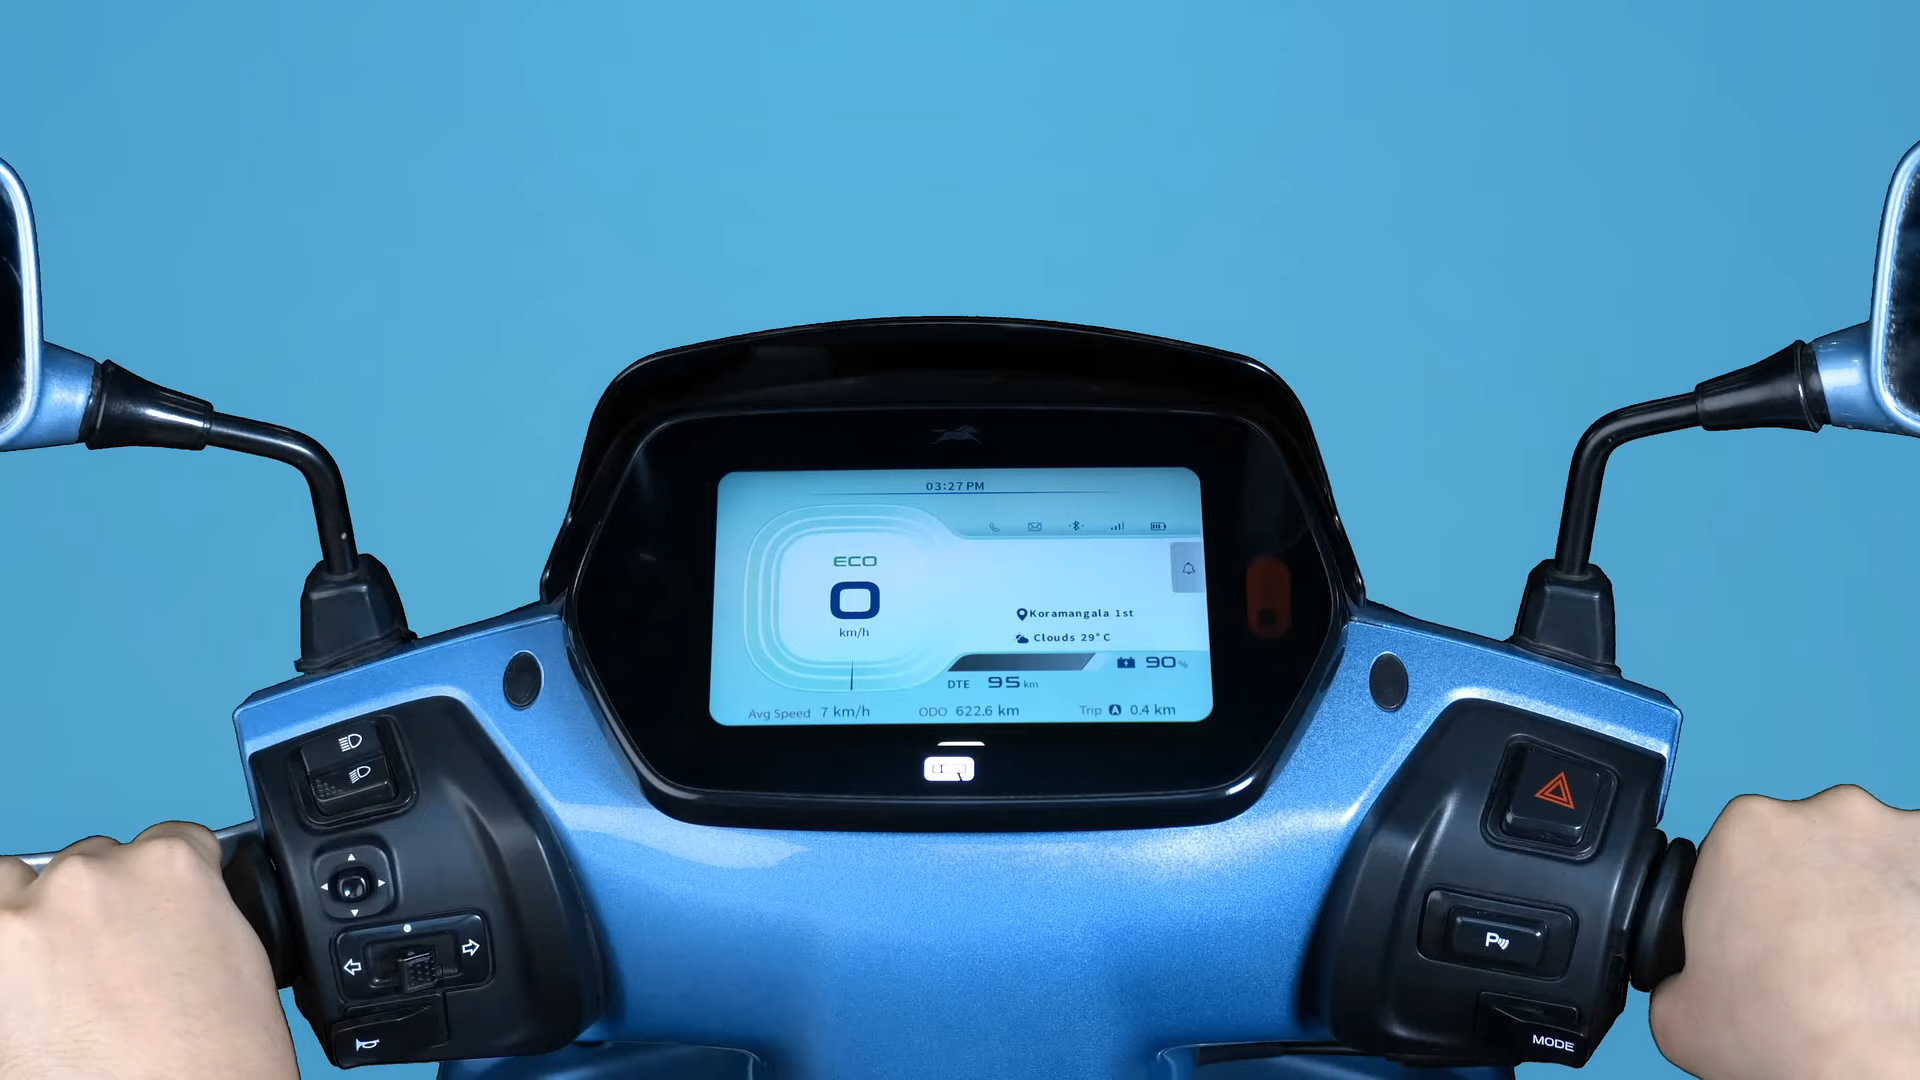 03:27 PM
ECO
0
km/h
Koramangala 1st
Clouds 29°C
90 %
DTE 95 km
Avg Speed 7 km/h ODO 622.6 km Trip A 0.4 km
P
MODE